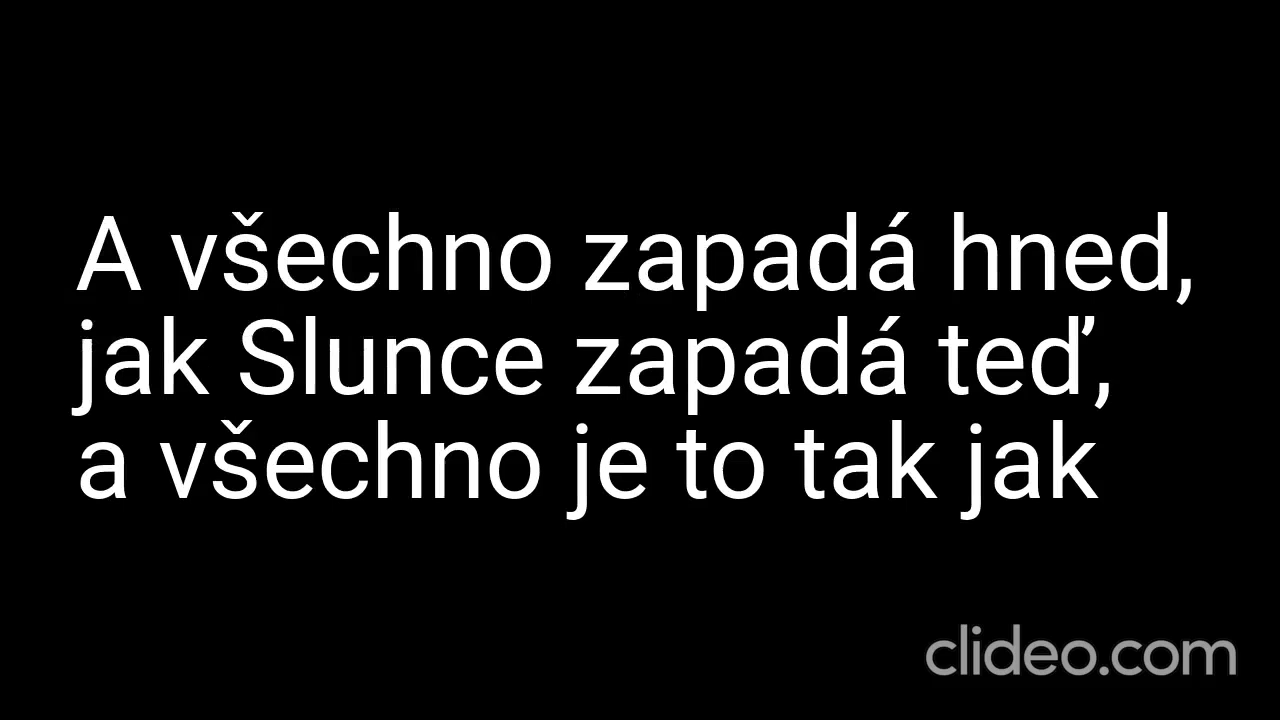 A všechno zapadá hned,
jak Slunce zapadá teď,
a všechno je to tak jak
clideo.com